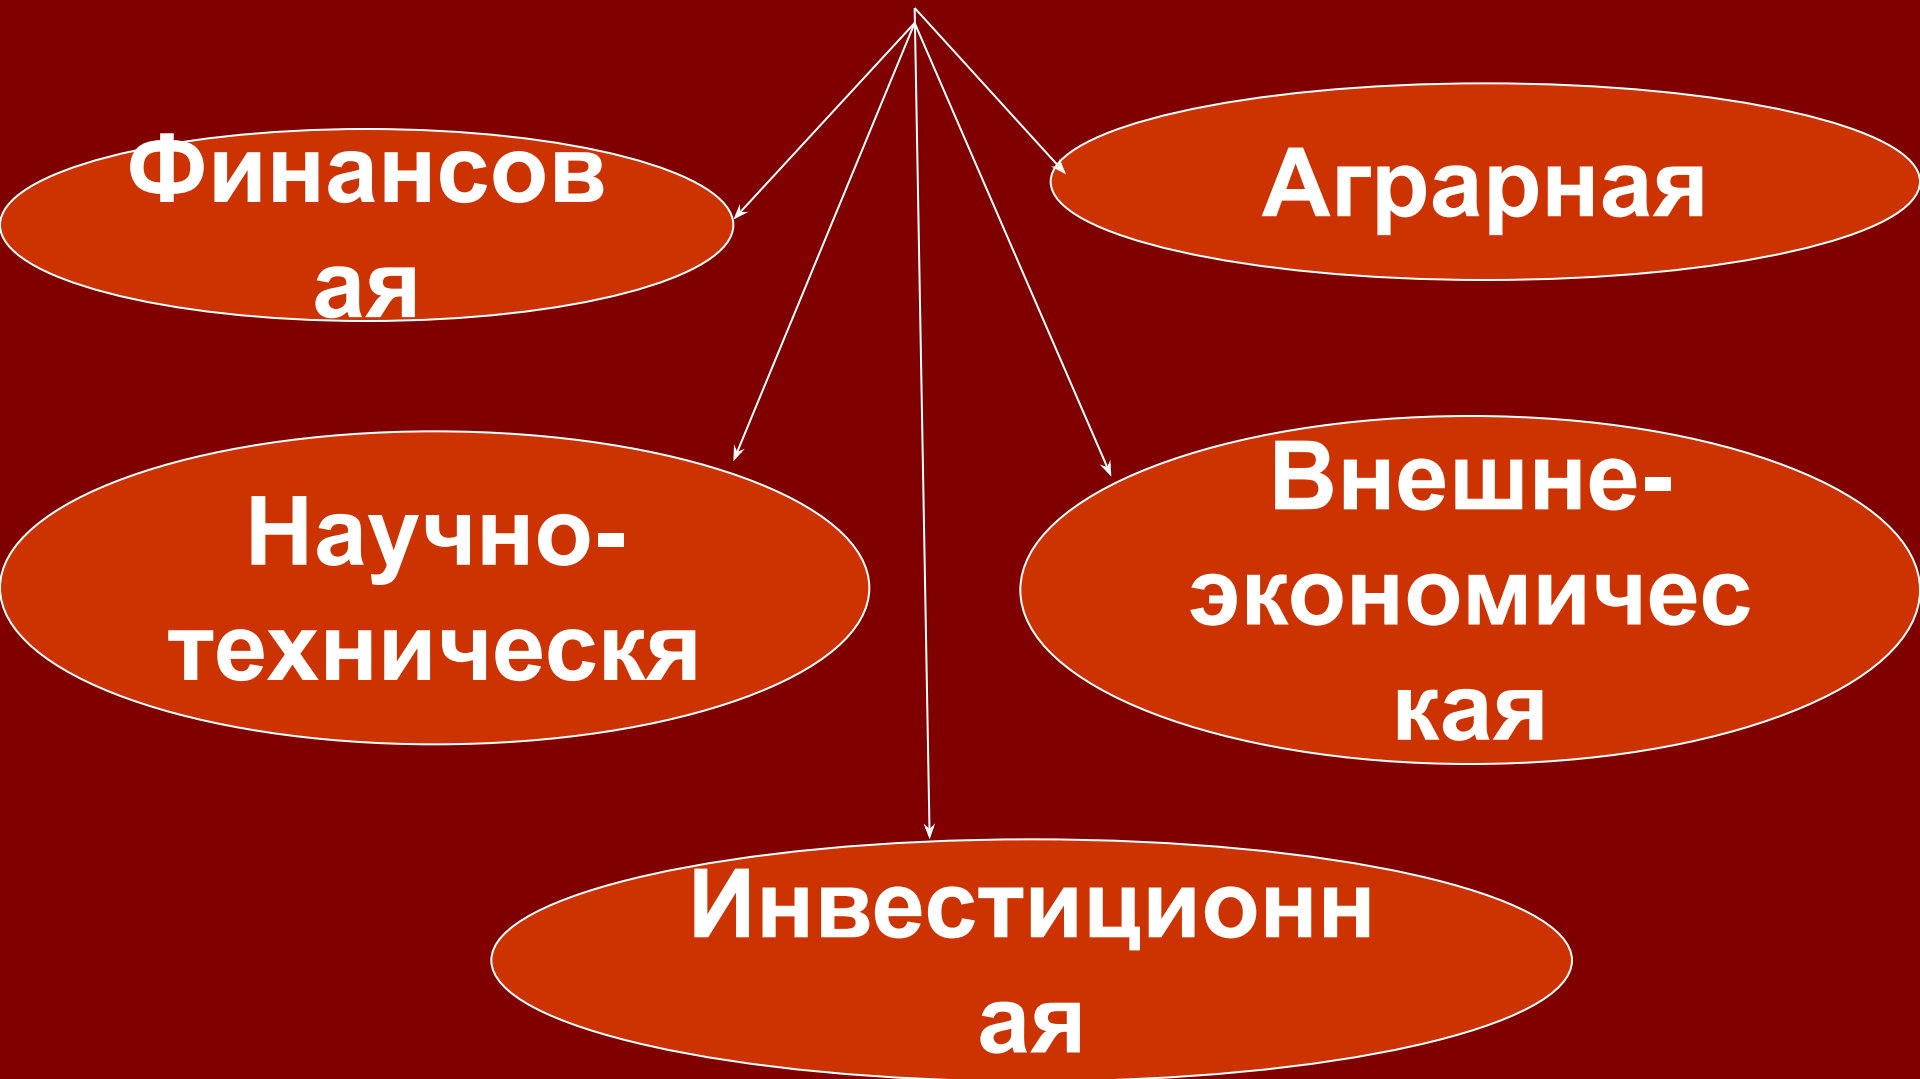 Финансов
ая
Аграрная
Научно-
техническя
Внешне-
экономичес
кая
Инвестиционн
ая